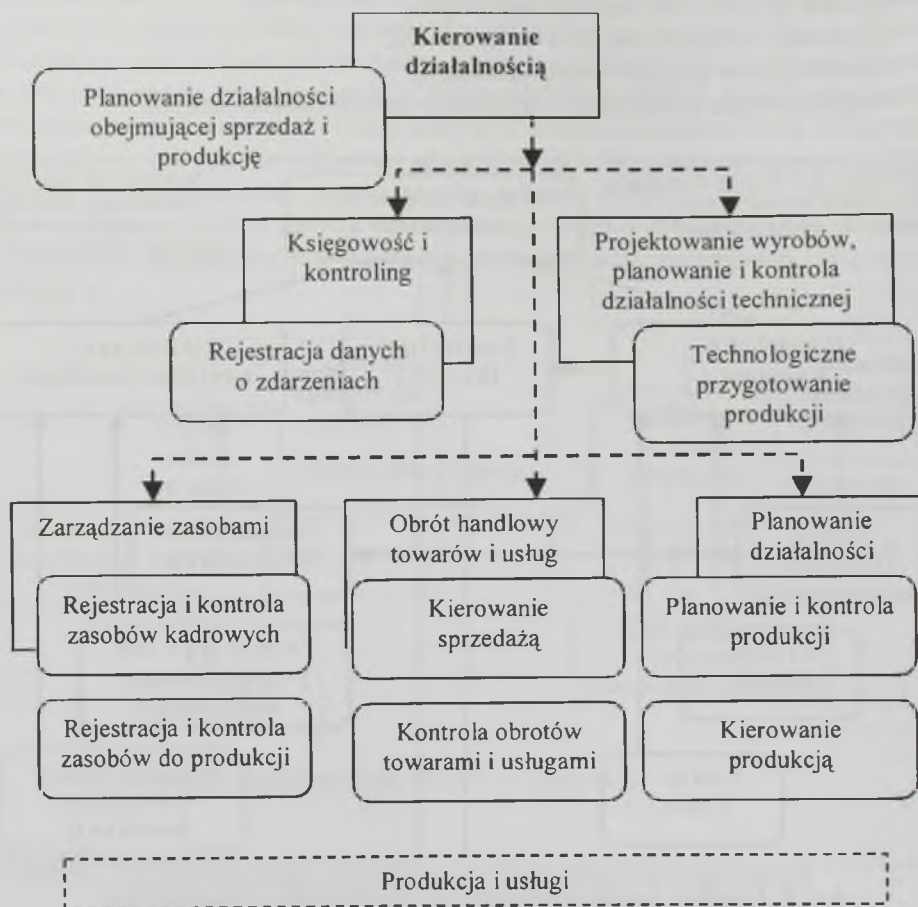 Kierowanie
działalnością
Planowanie działalności
obejmującej sprzedaż i
produkcję
Księgowość i
kontroling
Rejestracja danych
o zdarzeniach
Projektowanie wyrobów,
planowanie i kontrola
działalności technicznej
Technologiczne
przygotowanie
produkcji
Zarządzanie zasobami
Rejestracja i kontrola
zasobów kadrowych
Rejestracja i kontrola
zasobów do produkcji
Obrót handlowy
towarów i usług
Kierowanie
sprzedażą
Kontrola obrotów
towarami i usługami
Planowanie
działalności
Planowanie i kontrola
produkcji
Kierowanie
produkcją
Produkcja i usługi